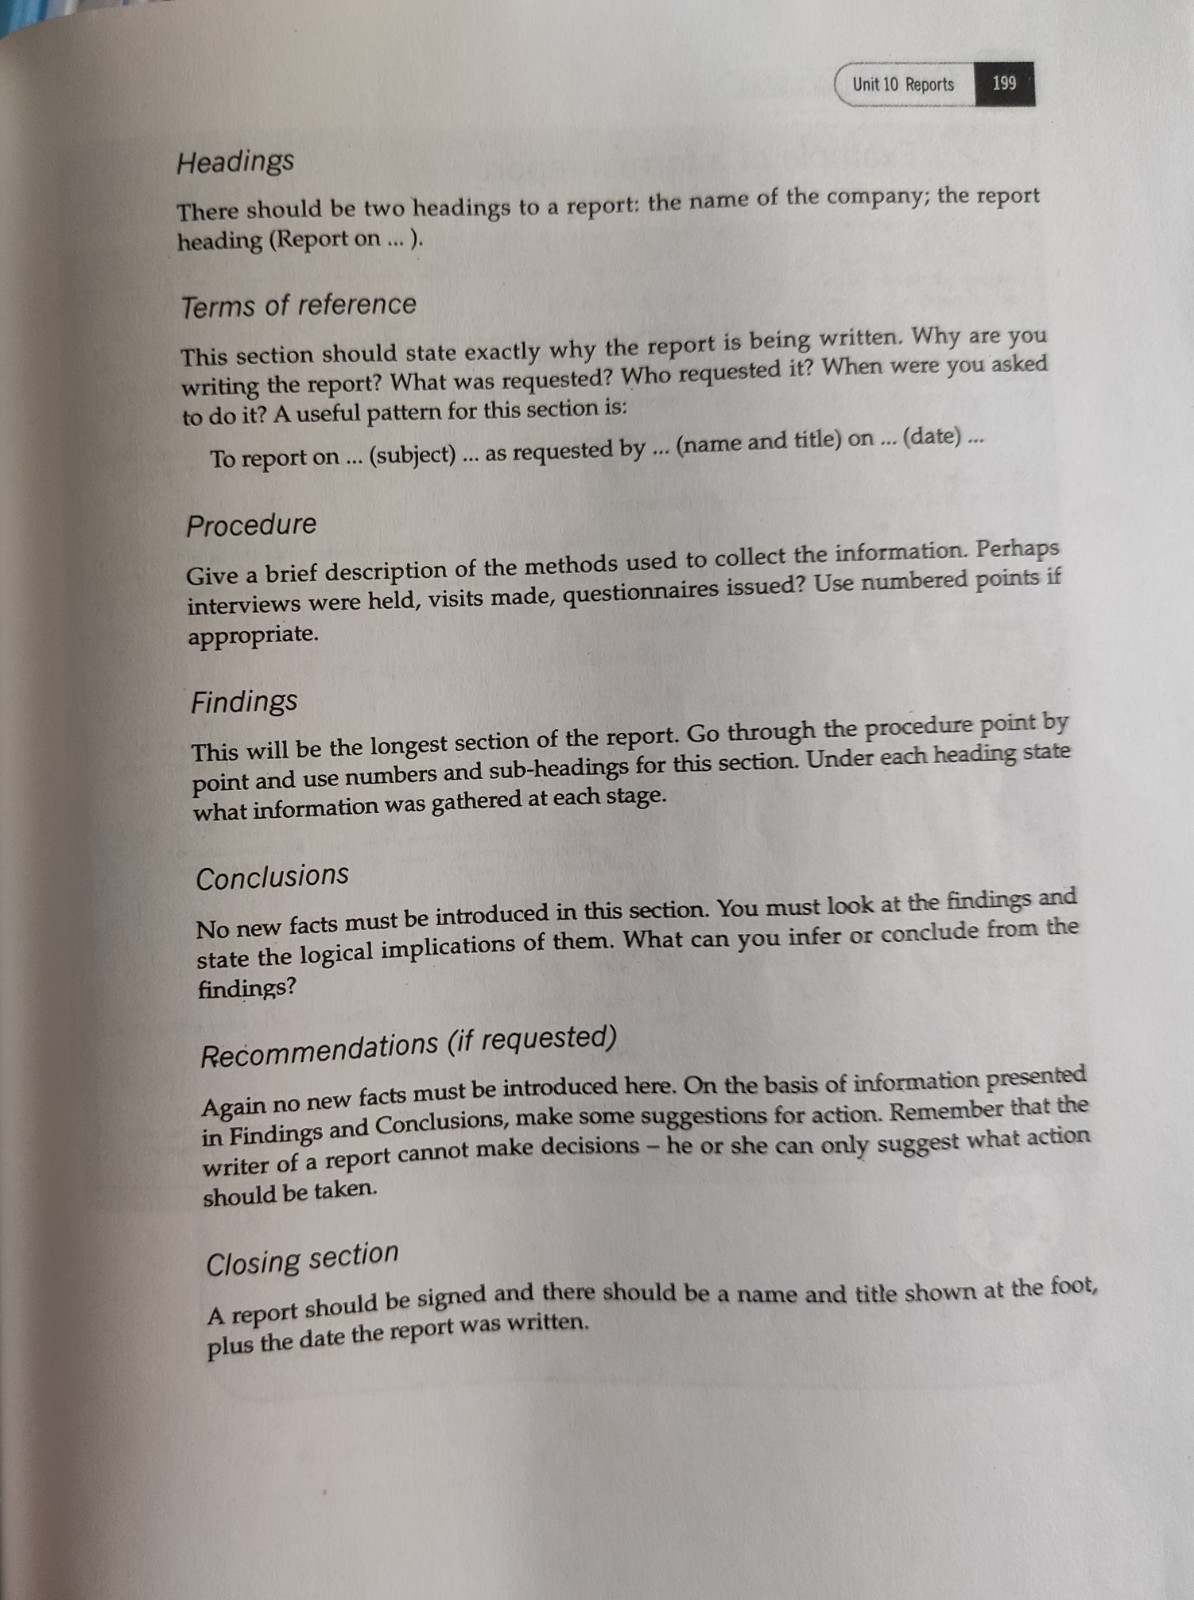 Unit 10 Reports 199
Headings
There should be two headings to a report: the name of the company; the report
heading (Report on ... ).
Terms of reference
This section should state exactly why the report is being written. Why are you
writing the report? What was requested? Who requested it? When were you asked
to do it? A useful pattern for this section is:
To report on ... (subject) ... as requested by ... (name and title) on ... (date) ...
Procedure
Give a brief description of the methods used to collect the information. Perhaps
interviews were held, visits made, questionnaires issued? Use numbered points if
appropriate.
Findings
This will be the longest section of the report. Go through the procedure point by
point and use numbers and sub-headings for this section. Under each heading state
what information was gathered at each stage.
Conclusions
No new facts must be introduced in this section. You must look at the findings and
state the logical implications of them. What can you infer or conclude from the
findings?
Recommendations (if requested)
Again no new facts must be introduced here. On the basis of information presented
in Findings and Conclusions, make some suggestions for action. Remember that the
writer of a report cannot make decisions – he or she can only suggest what action
should be taken.
Closing section
A report should be signed and there should be a name and title shown at the foot,
plus the date the report was written.